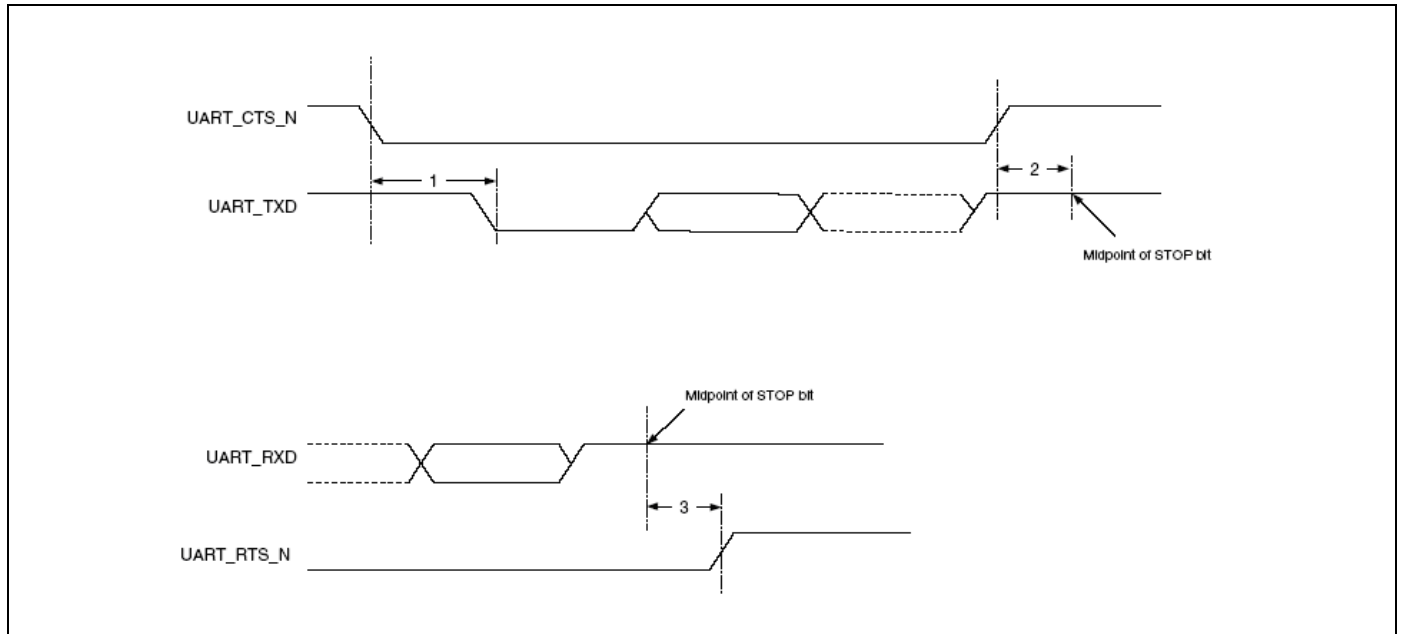 UART_CTS_N
1
2
UART_TXD
Midpoint of STOP bit
Midpoint of STOP bit
UART_RXD
3
UART_RTS_N